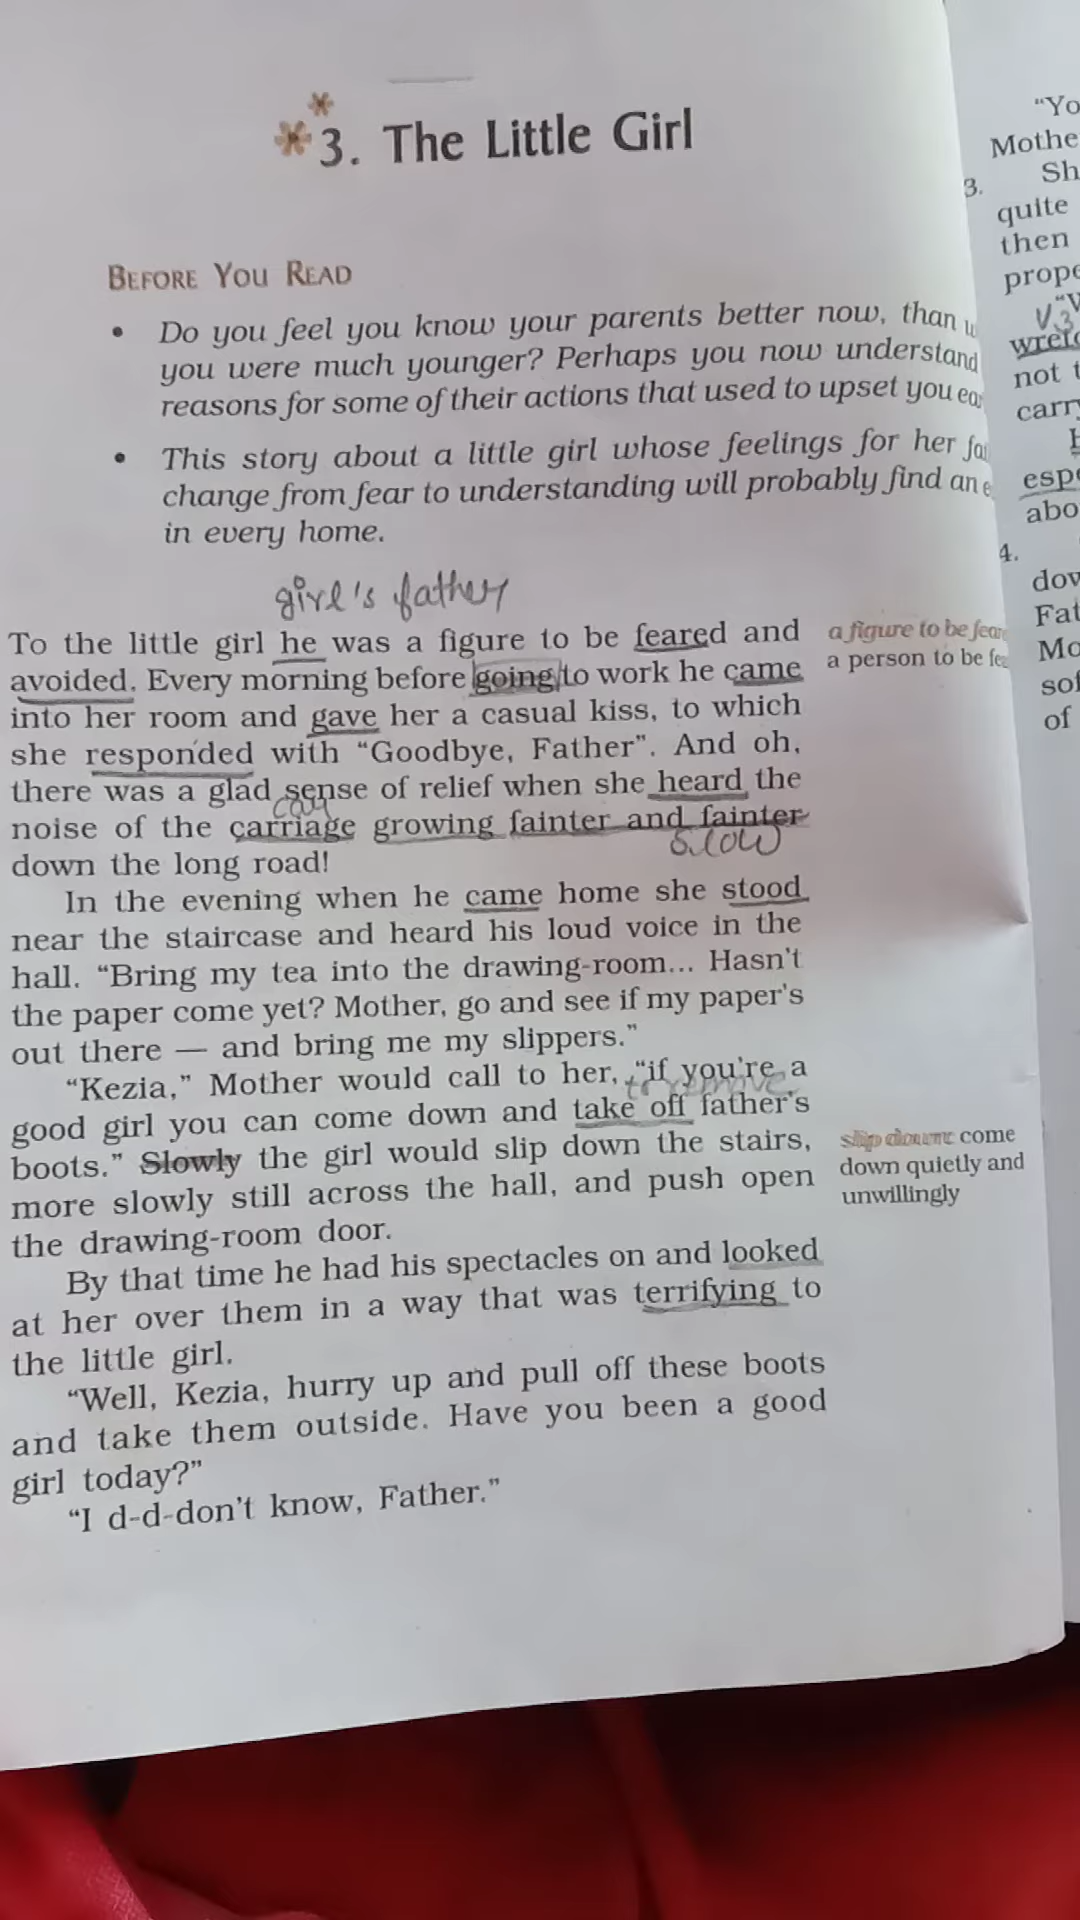 3. The Little Girl
BEFORE YOU READ
• Do you feel you know your parents better now, than
you were much younger? Perhaps you now understand
reasons for some of their actions that used to upset you
• This story about a little girl whose feelings for her
change from fear to understanding will probably find an
in every home.
girl's father
To the little girl he was a figure to be feared and
avoided. Every morning before going to work he came
into her room and gave her a casual kiss, to which
she responded with “Goodbye, Father”. And oh,
there was a glad sense of relief when she heard the
car
noise of the carriage growing fainter and fainter
slow
down the long road!
In the evening when he came home she stood
near the staircase and heard his loud voice in the
hall. “Bring my tea into the drawing-room... Hasn't
the paper come yet? Mother, go and see if my paper's
out there — and bring me my slippers.”
“Kezia,” Mother would call to her, “if you're a
to remove
good girl you can come down and take off father's
boots.” Slowly the girl would slip down the stairs,
more slowly still across the hall, and push open
the drawing-room door.
By that time he had his spectacles on and looked
at her over them in a way that was terrifying to
the little girl.
“Well, Kezia, hurry up and pull off these boots
and take them outside. Have you been a good
girl today?”
“I d-d-don't know, Father.”
a figure to be
a person to be
slip down: come
down quietly and
unwillingly
“Yo
Mothe
Sh
3.
quite
then
prope
“W
V3
not t
carry
espe
abo
4.
dow
Fat
Mo
sof
of